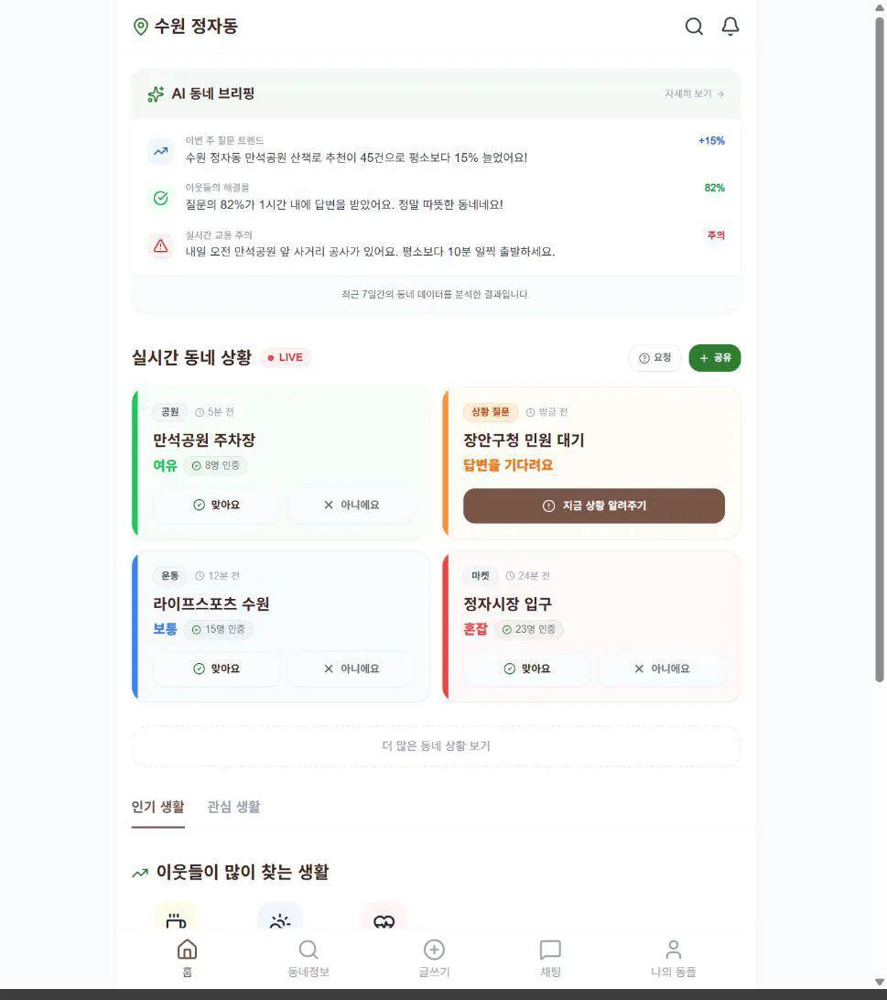 수원 정자동
AI 동네 브리핑
자세히 보기 →
이번 주 질문 트렌드
+15%
수원 정자동 만석공원 산책로 추천이 45건으로 평소보다 15% 늘었어요!
이웃들의 해결률
82%
질문의 82%가 1시간 내에 답변을 받았어요. 정말 따뜻한 동네네요!
실시간 교통 주의
주의
내일 오전 만석공원 앞 사거리 공사가 있어요. 평소보다 10분 일찍 출발하세요.
최근 7일간의 동네 데이터를 분석한 결과입니다.
실시간 동네 상황
LIVE
요청
+ 공유
공원
5분 전
만석공원 주차장
여유
8명 인증
맞아요
아니에요
상황 질문
방금 전
장안구청 민원 대기
답변을 기다려요
지금 상황 알려주기
운동
12분 전
라이프스포츠 수원
보통
15명 인증
맞아요
아니에요
마켓
24분 전
정자시장 입구
혼잡
23명 인증
맞아요
아니에요
더 많은 동네 상황 보기
인기 생활
관심 생활
이웃들이 많이 찾는 생활
홈
동네정보
글쓰기
채팅
나의 동플